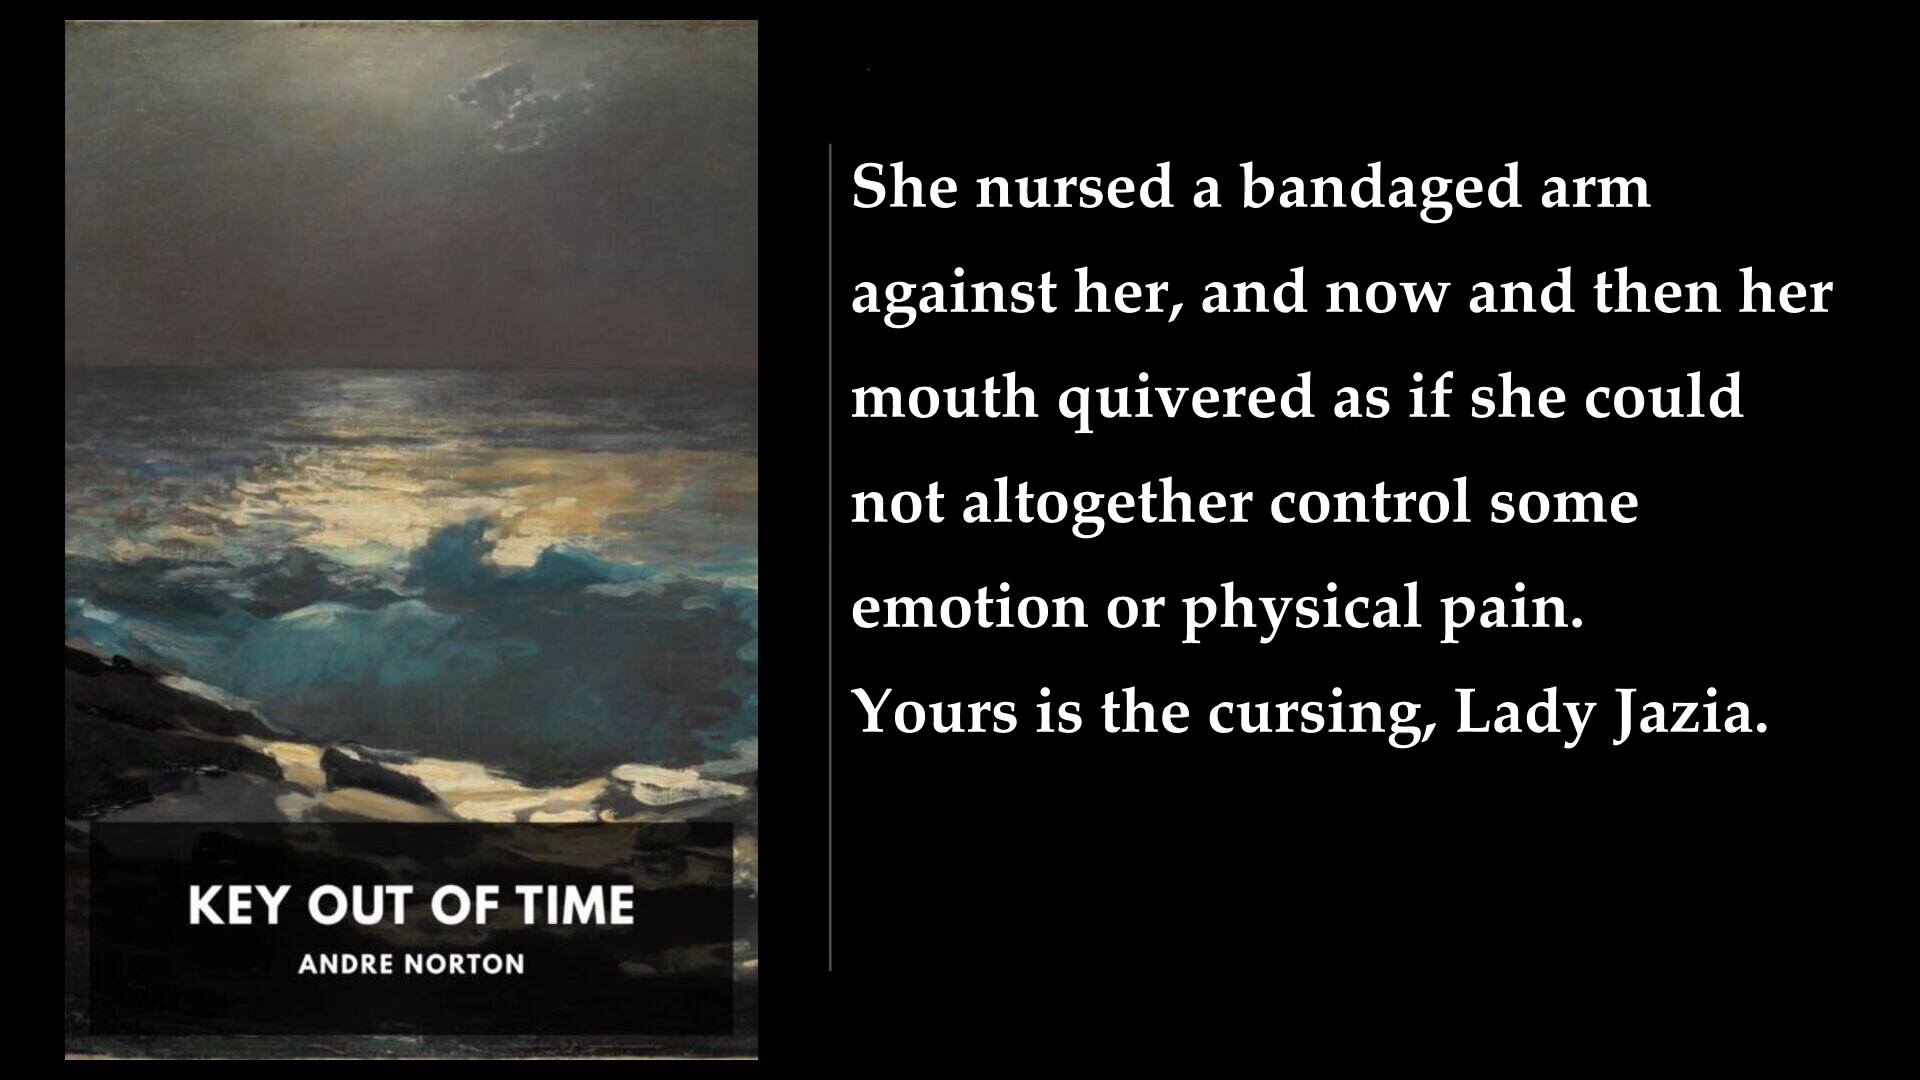 KEY OUT OF TIME
ANDRE NORTON
She nursed a bandaged arm
against her, and now and then her
mouth quivered as if she could
not altogether control some
emotion or physical pain.
Yours is the cursing, Lady Jazia.